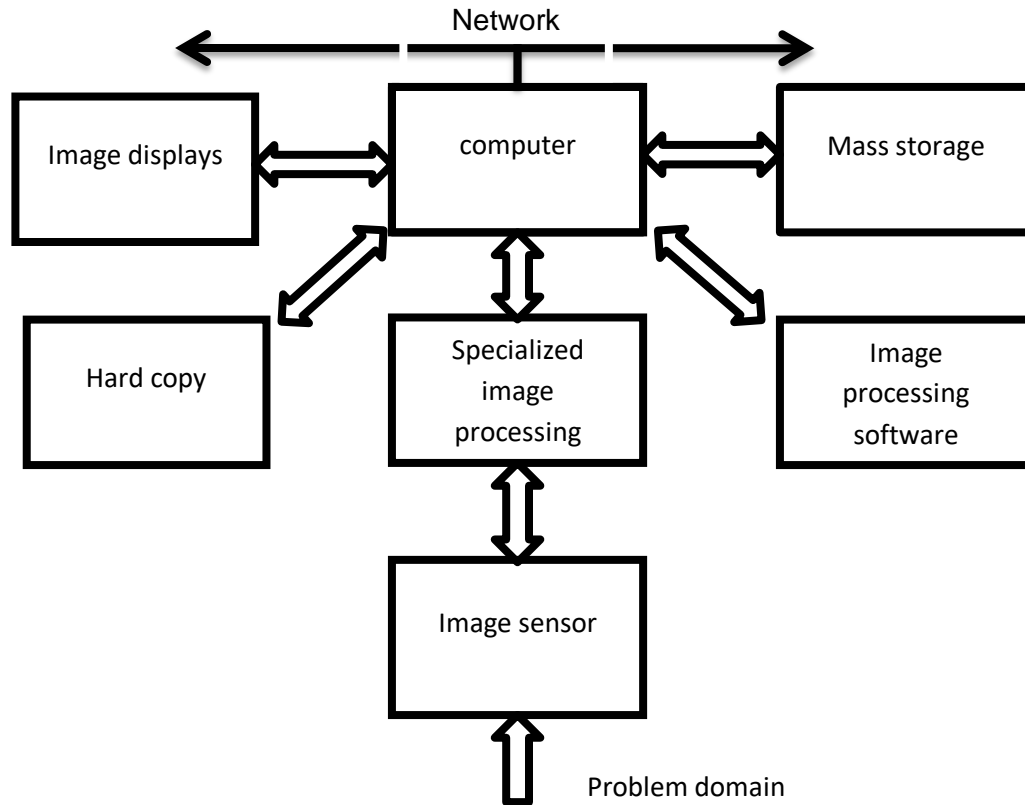 Network
Image displays
computer
Mass storage
Hard copy
Specialized
image
processing
Image
processing
software
Image sensor
Problem domain